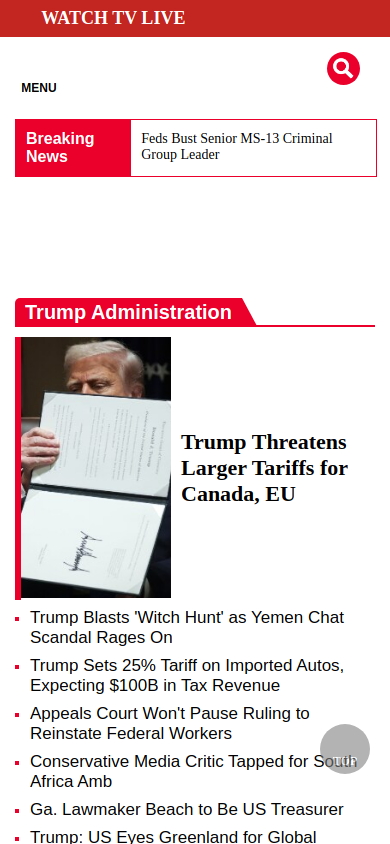 WATCH TV LIVE
MENU
Breaking
News
Feds Bust Senior MS-13 Criminal
Group Leader
Trump Administration
Trump Threatens
Larger Tariffs for
Canada, EU
Trump Blasts 'Witch Hunt' as Yemen Chat
Scandal Rages On
Trump Sets 25% Tariff on Imported Autos,
Expecting $100B in Tax Revenue
Appeals Court Won't Pause Ruling to
Reinstate Federal Workers
Conservative Media Critic Tapped for South
Africa Amb
TOP
Ga. Lawmaker Beach to Be US Treasurer
Trump: US Eyes Greenland for Global